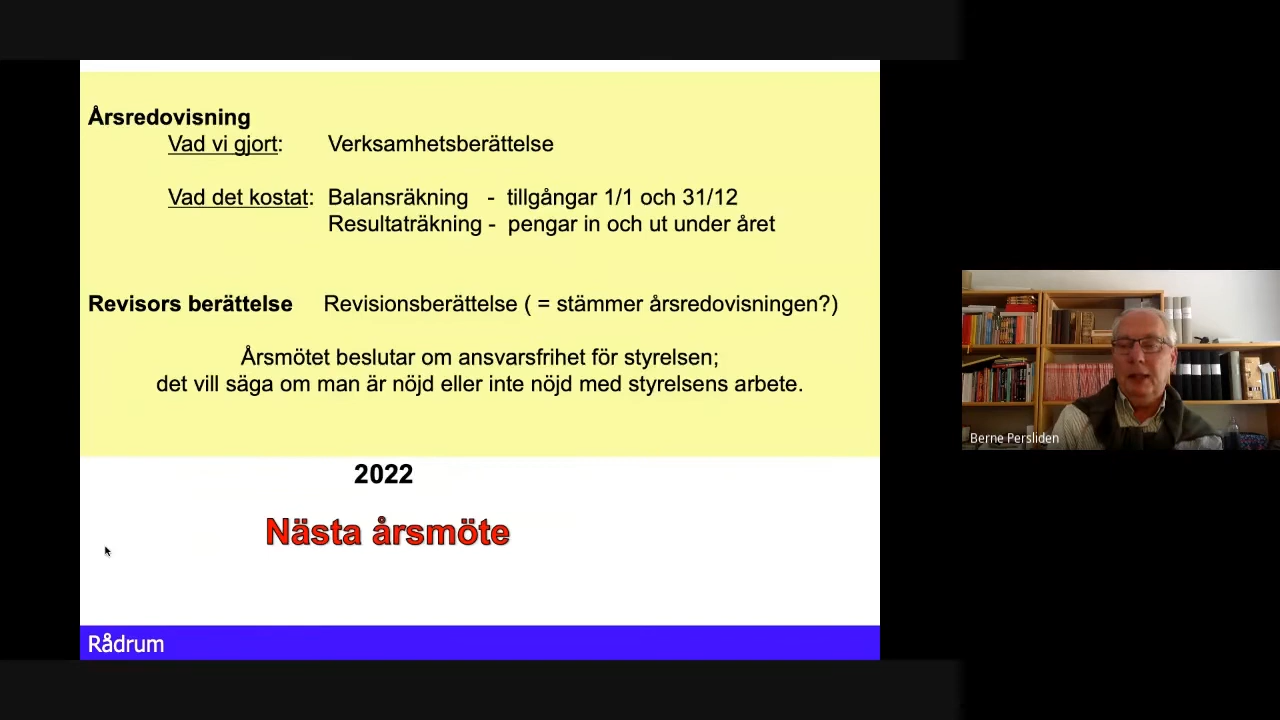 Årsredovisning
Vad vi gjort: Verksamhetsberättelse
Vad det kostat: Balansräkning - tillgångar 1/1 och 31/12
Resultaträkning - pengar in och ut under året
Revisors berättelse Revisionsberättelse ( = stämmer årsredovisningen?)
Årsmötet beslutar om ansvarsfrihet för styrelsen;
det vill säga om man är nöjd eller inte nöjd med styrelsens arbete.
2022
Nästa årsmöte
Rådrum
Berne Persliden